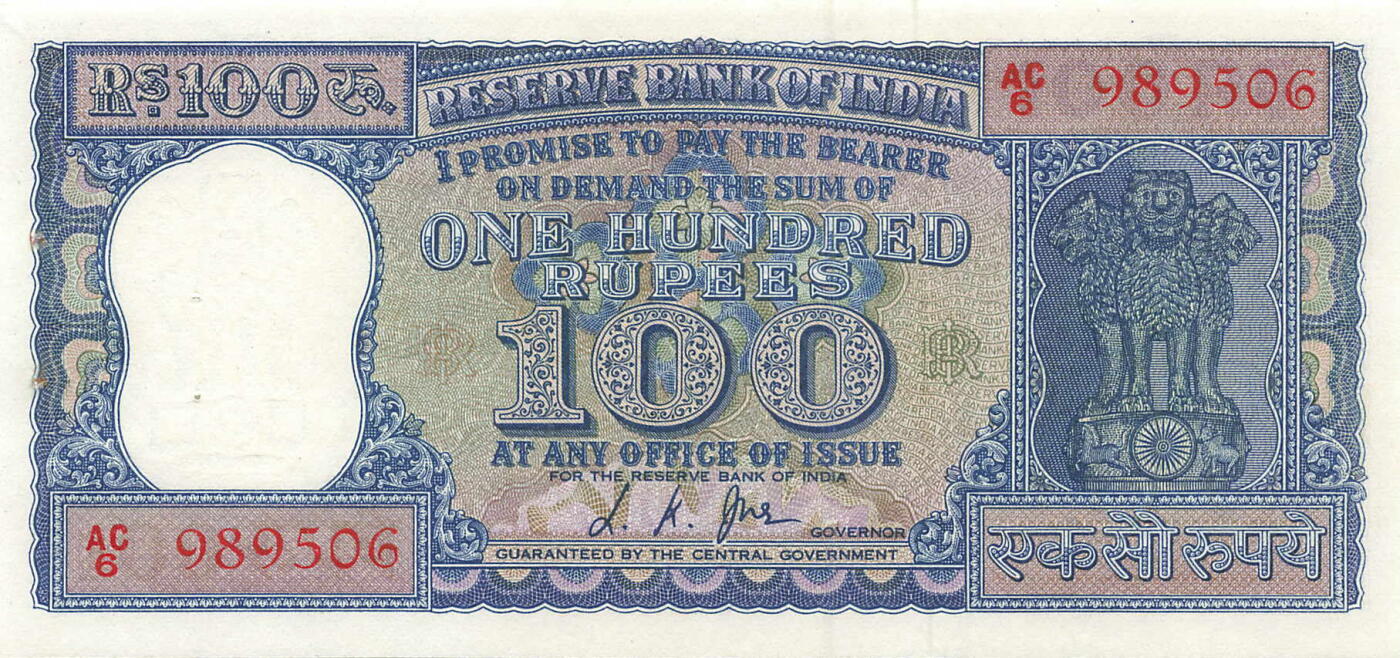 Rs. 100 रु.
RESERVE BANK OF INDIA
AC
6 989506
I PROMISE TO PAY THE BEARER
ON DEMAND THE SUM OF
ONE HUNDRED
RUPEES
100
AT ANY OFFICE OF ISSUE
FOR THE RESERVE BANK OF INDIA
L. K. Jha
GOVERNOR
GUARANTEED BY THE CENTRAL GOVERNMENT
AC
6 989506
एक सौ रुपये